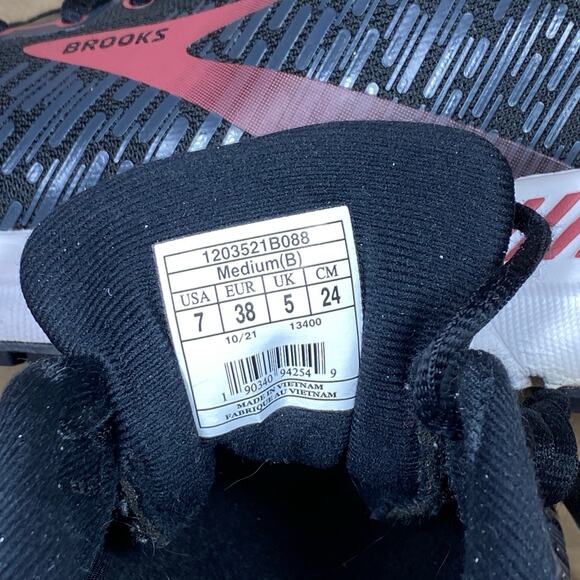 BROOKS
1203521B088
Medium(B)
USA EUR UK CM
7 38 5 24
10/21 13400
1 90340 94254 9
MADE IN VIETNAM
FABRIQUE AU VIETNAM